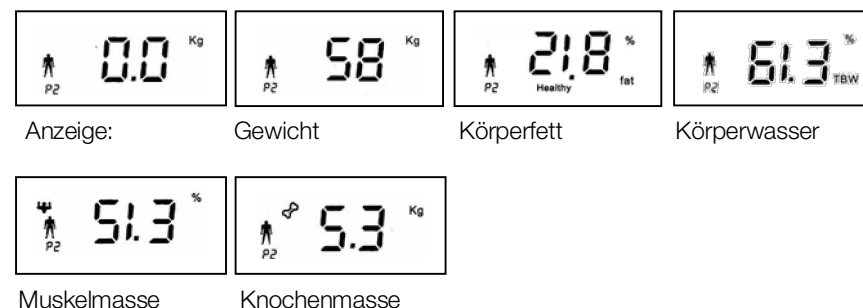 0.0 Kg P2
58 Kg P2
21.8 % fat Healthy P2
61.3 % TBW P2
Anzeige:
Gewicht
Körperfett
Körperwasser
51.3 % P2
5.3 Kg P2
Muskelmasse
Knochenmasse